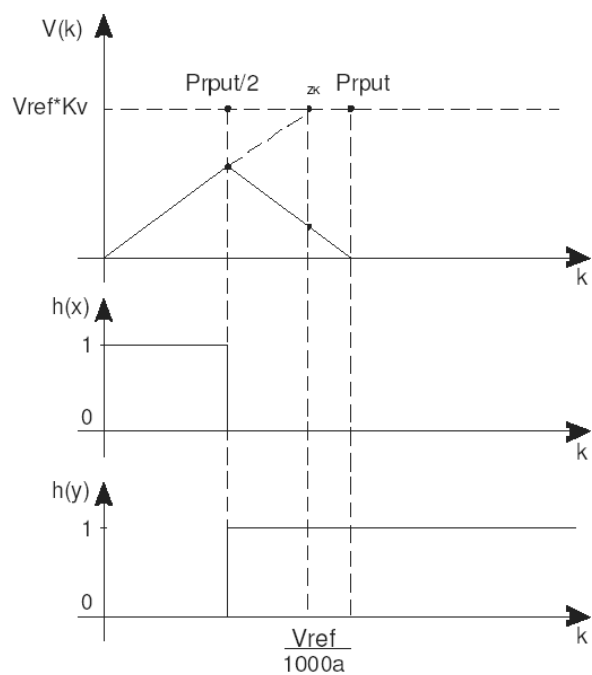 V(k)
Prput/2 zK Prput
Vref*Kv
k
h(x)
1
0
k
h(y)
1
0
k
Vref
1000a